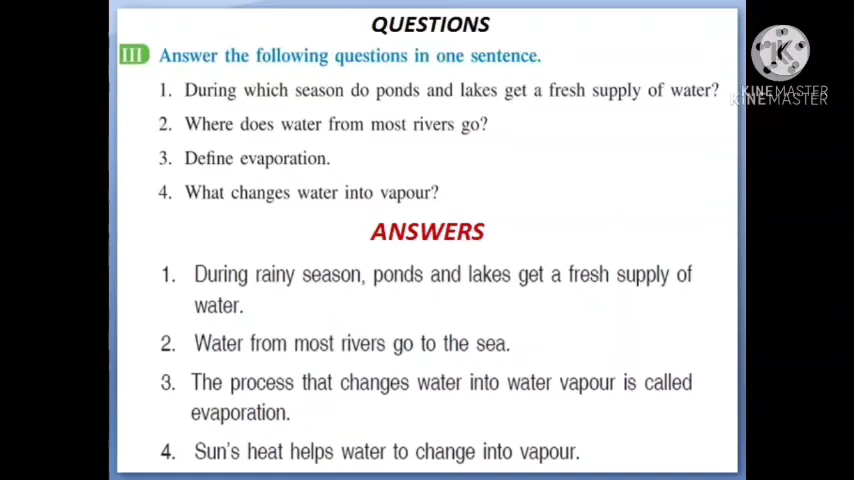 QUESTIONS
III Answer the following questions in one sentence.
1. During which season do ponds and lakes get a fresh supply of water?
2. Where does water from most rivers go?
3. Define evaporation.
4. What changes water into vapour?
ANSWERS
1. During rainy season, ponds and lakes get a fresh supply of
water.
2. Water from most rivers go to the sea.
3. The process that changes water into water vapour is called
evaporation.
4. Sun's heat helps water to change into vapour.
K
KINEMASTER
KINEMASTER